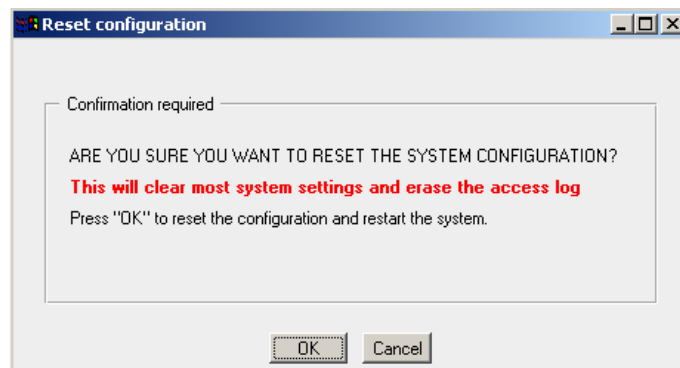 Reset configuration
Confirmation required
ARE YOU SURE YOU WANT TO RESET THE SYSTEM CONFIGURATION?
This will clear most system settings and erase the access log
Press "OK" to reset the configuration and restart the system.
OK
Cancel